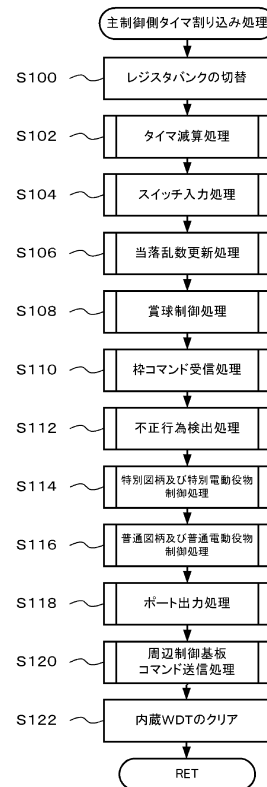 主制御側タイマ割り込み処理
S100
レジスタバンクの切替
S102
タイマ減算処理
S104
スイッチ入力処理
S106
当落乱数更新処理
S108
賞球制御処理
S110
枠コマンド受信処理
S112
不正行為検出処理
S114
特別図柄及び特別電動役物
制御処理
S116
普通図柄及び普通電動役物
制御処理
S118
ポート出力処理
S120
周辺制御基板
コマンド送信処理
S122
内蔵WDTのクリア
RET